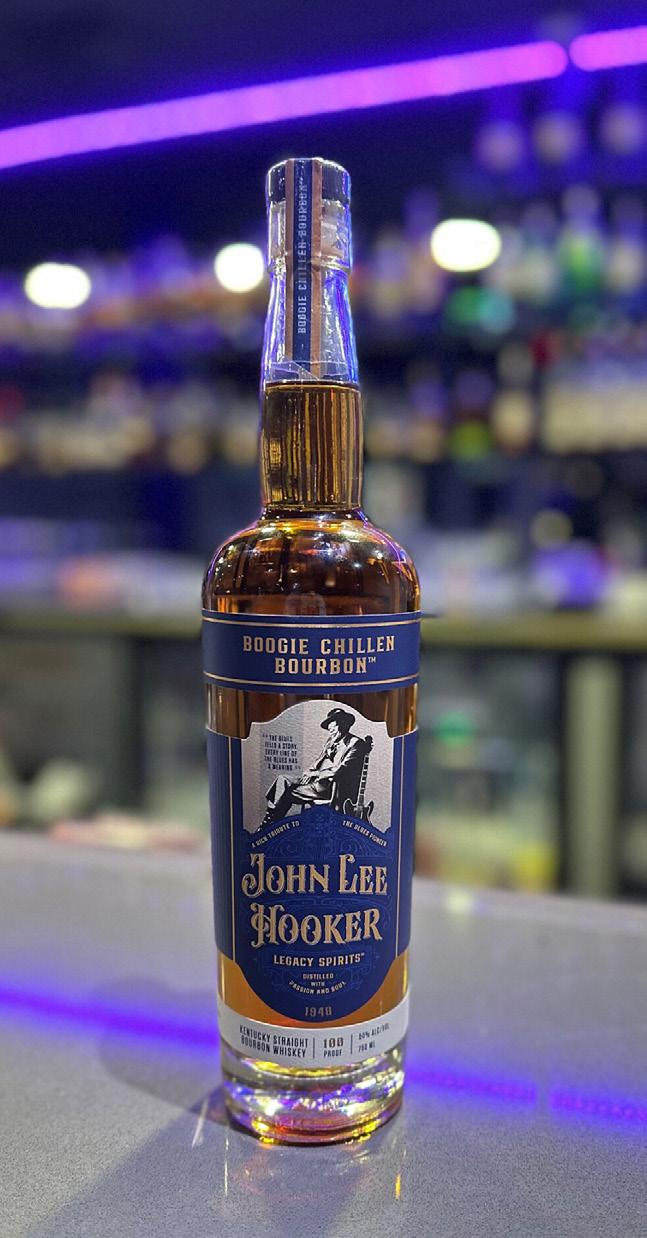 BOOGIE CHILLEN BOURBON™
BOOGIE CHILLEN
BOURBON™
"THE BLUES
TELLS A STORY.
EVERY LINE OF
THE BLUES HAS
A MEANING."
A RICH TRIBUTE TO THE BLUES PIONEER
JOHN LEE
HOOKER
LEGACY SPIRITS™
DISTILLED
WITH
PASSION AND SOUL
1948
KENTUCKY STRAIGHT
BOURBON WHISKEY
100
PROOF
50% ALC/VOL
750 ML